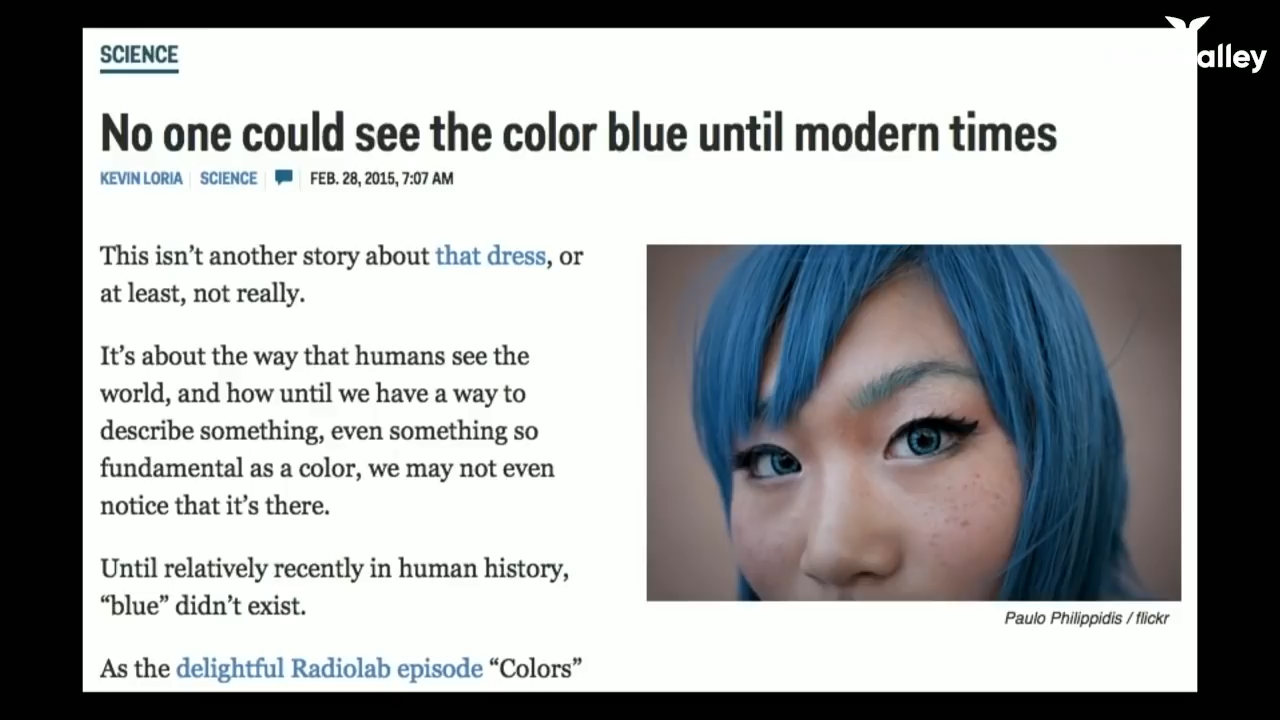 alley
SCIENCE
No one could see the color blue until modern times
KEVIN LORIA SCIENCE FEB. 28, 2015, 7:07 AM
This isn’t another story about that dress, or
at least, not really.
It’s about the way that humans see the
world, and how until we have a way to
describe something, even something so
fundamental as a color, we may not even
notice that it’s there.
Until relatively recently in human history,
“blue” didn’t exist.
As the delightful Radiolab episode “Colors”
Paulo Philippidis / flickr